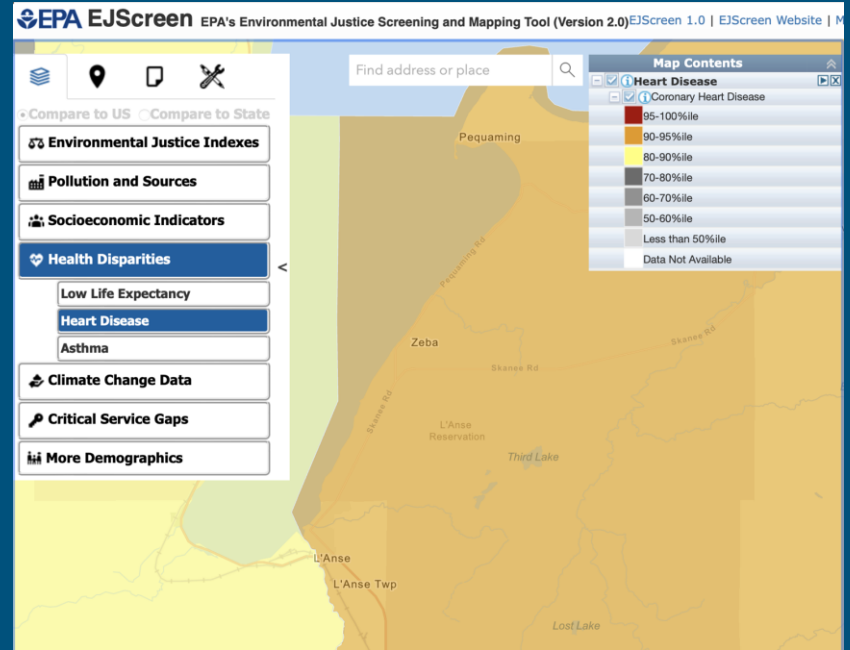 EPA EJScreen EPA's Environmental Justice Screening and Mapping Tool (Version 2.0) EJScreen 1.0 | EJScreen Website |
Find address or place
Compare to US Compare to State
Environmental Justice Indexes
Pollution and Sources
Socioeconomic Indicators
Health Disparities
<
Low Life Expectancy
Heart Disease
Asthma
Climate Change Data
Critical Service Gaps
More Demographics
Map Contents
Heart Disease
Coronary Heart Disease
95-100%ile
90-95%ile
80-90%ile
70-80%ile
60-70%ile
50-60%ile
Less than 50%ile
Data Not Available
Pequaming
Pequaming Rd
Zeba
Skanee Rd
Skanee Rd
Skanee Rd
L'Anse
Reservation
Third Lake
L'Anse
L'Anse Twp
Lost Lake